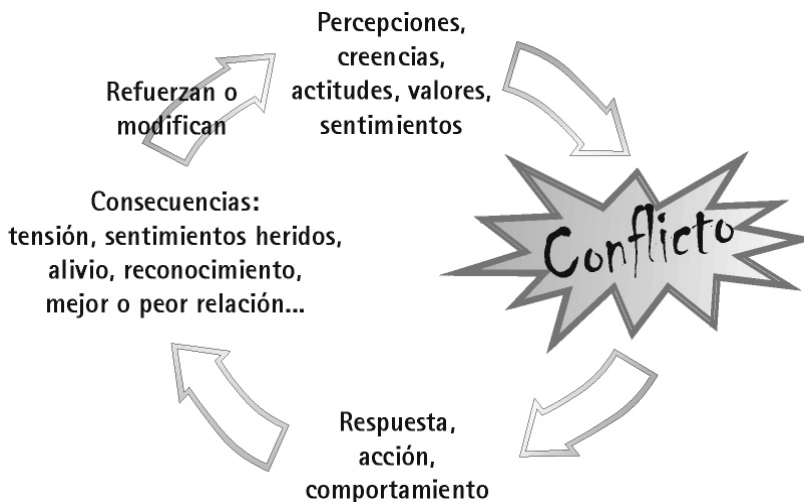 Percepciones,
creencias,
actitudes, valores,
sentimientos
Refuerzan o
modifican
Conflicto
Consecuencias:
tensión, sentimientos heridos,
alivio, reconocimiento,
mejor o peor relación...
Respuesta,
acción,
comportamiento